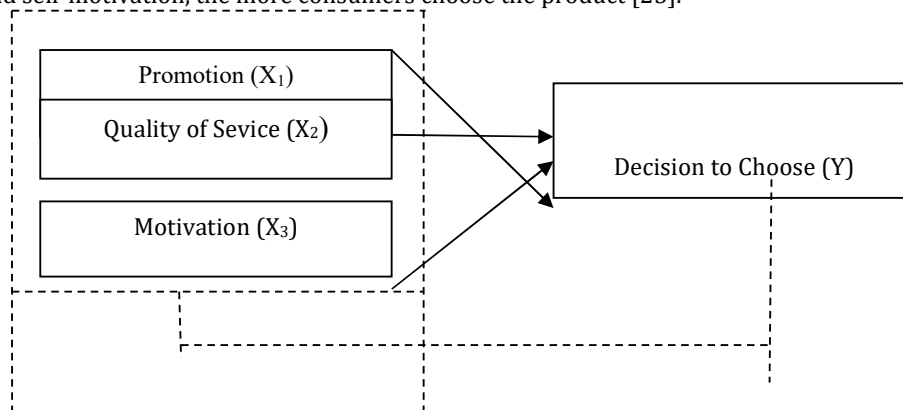 self-motivation, the more consumers choose the product [23].
Promotion (X₁)
Quality of Sevice (X₂)
Decision to Choose (Y)
Motivation (X₃)